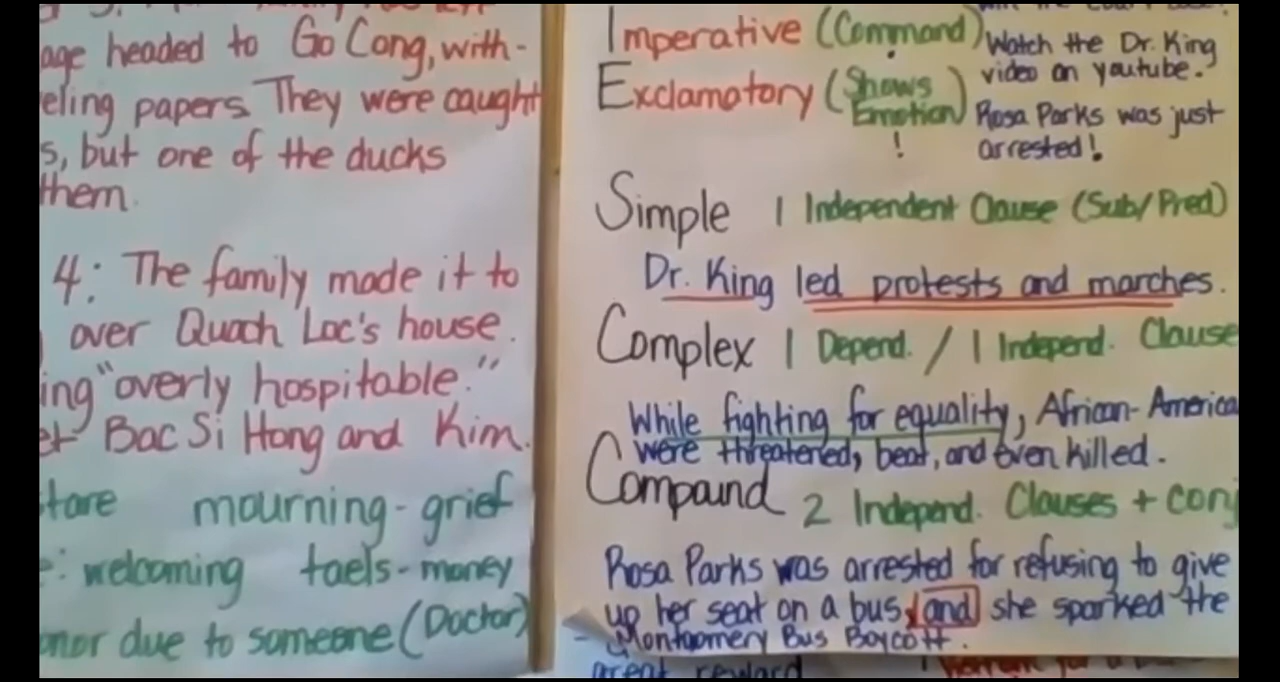 age headed to Go Cong, with-
eling papers. They were caught
s, but one of the ducks
them.
4: The family made it to
over Quach Loc's house.
ing "overly hospitable."
et Bac Si Hong and Kim.
tare mourning-grief
e: welcoming taels-money
onor due to someone (Doctor)
Imperative (Command) Watch the Dr. King
.
video on youtube.
Exclamatory (Shows
Emotion) Rosa Parks was just
! arrested!
Simple 1 Independent Clause (Sub/Pred)
Dr. King led protests and marches.
Complex 1 Depend. / 1 Independ. Clause
While fighting for equality, African-America
were threatened, beat, and even killed.
Compound 2 Independ. Clauses + conj
Rosa Parks was arrested for refusing to give
up her seat on a bus, and she sparked the
Montgomery Bus Boycott.
great reward